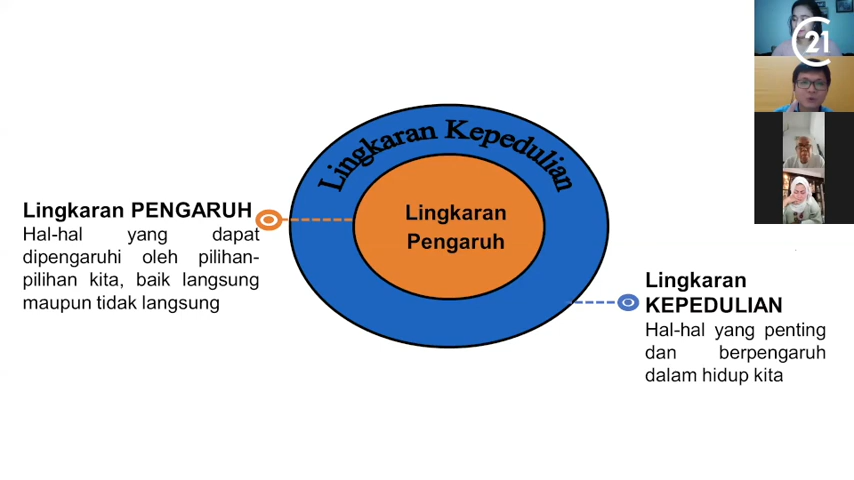 21
Lingkaran Kepedulian
Lingkaran
Pengaruh
Lingkaran PENGARUH
Hal-hal yang dapat
dipengaruhi oleh pilihan-
pilihan kita, baik langsung
maupun tidak langsung
Lingkaran
KEPEDULIAN
Hal-hal yang penting
dan berpengaruh
dalam hidup kita